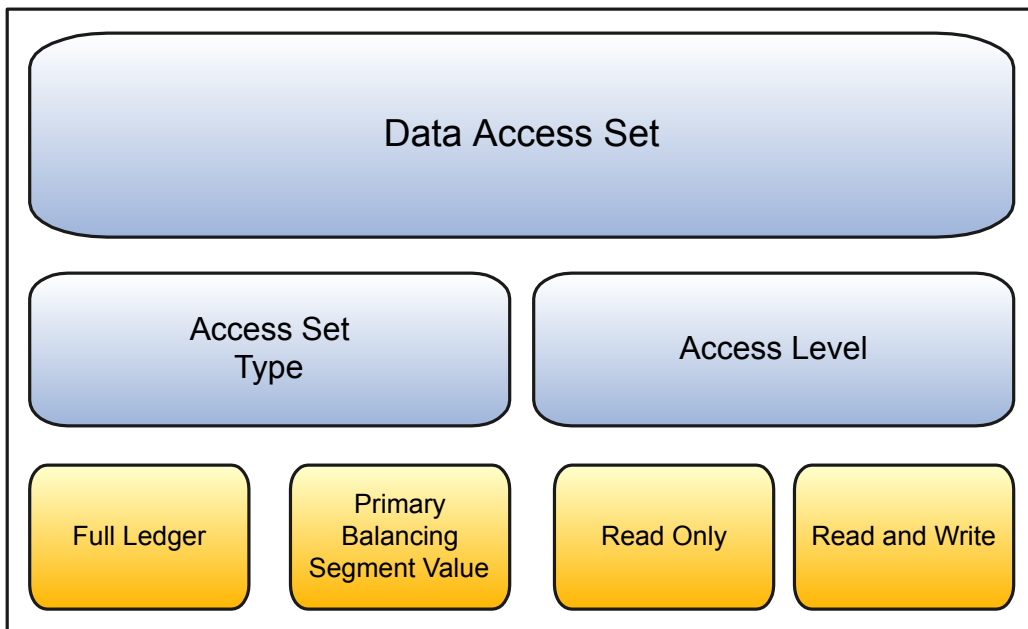 Data Access Set
Access Set
Type
Access Level
Full Ledger
Primary
Balancing
Segment Value
Read Only
Read and Write